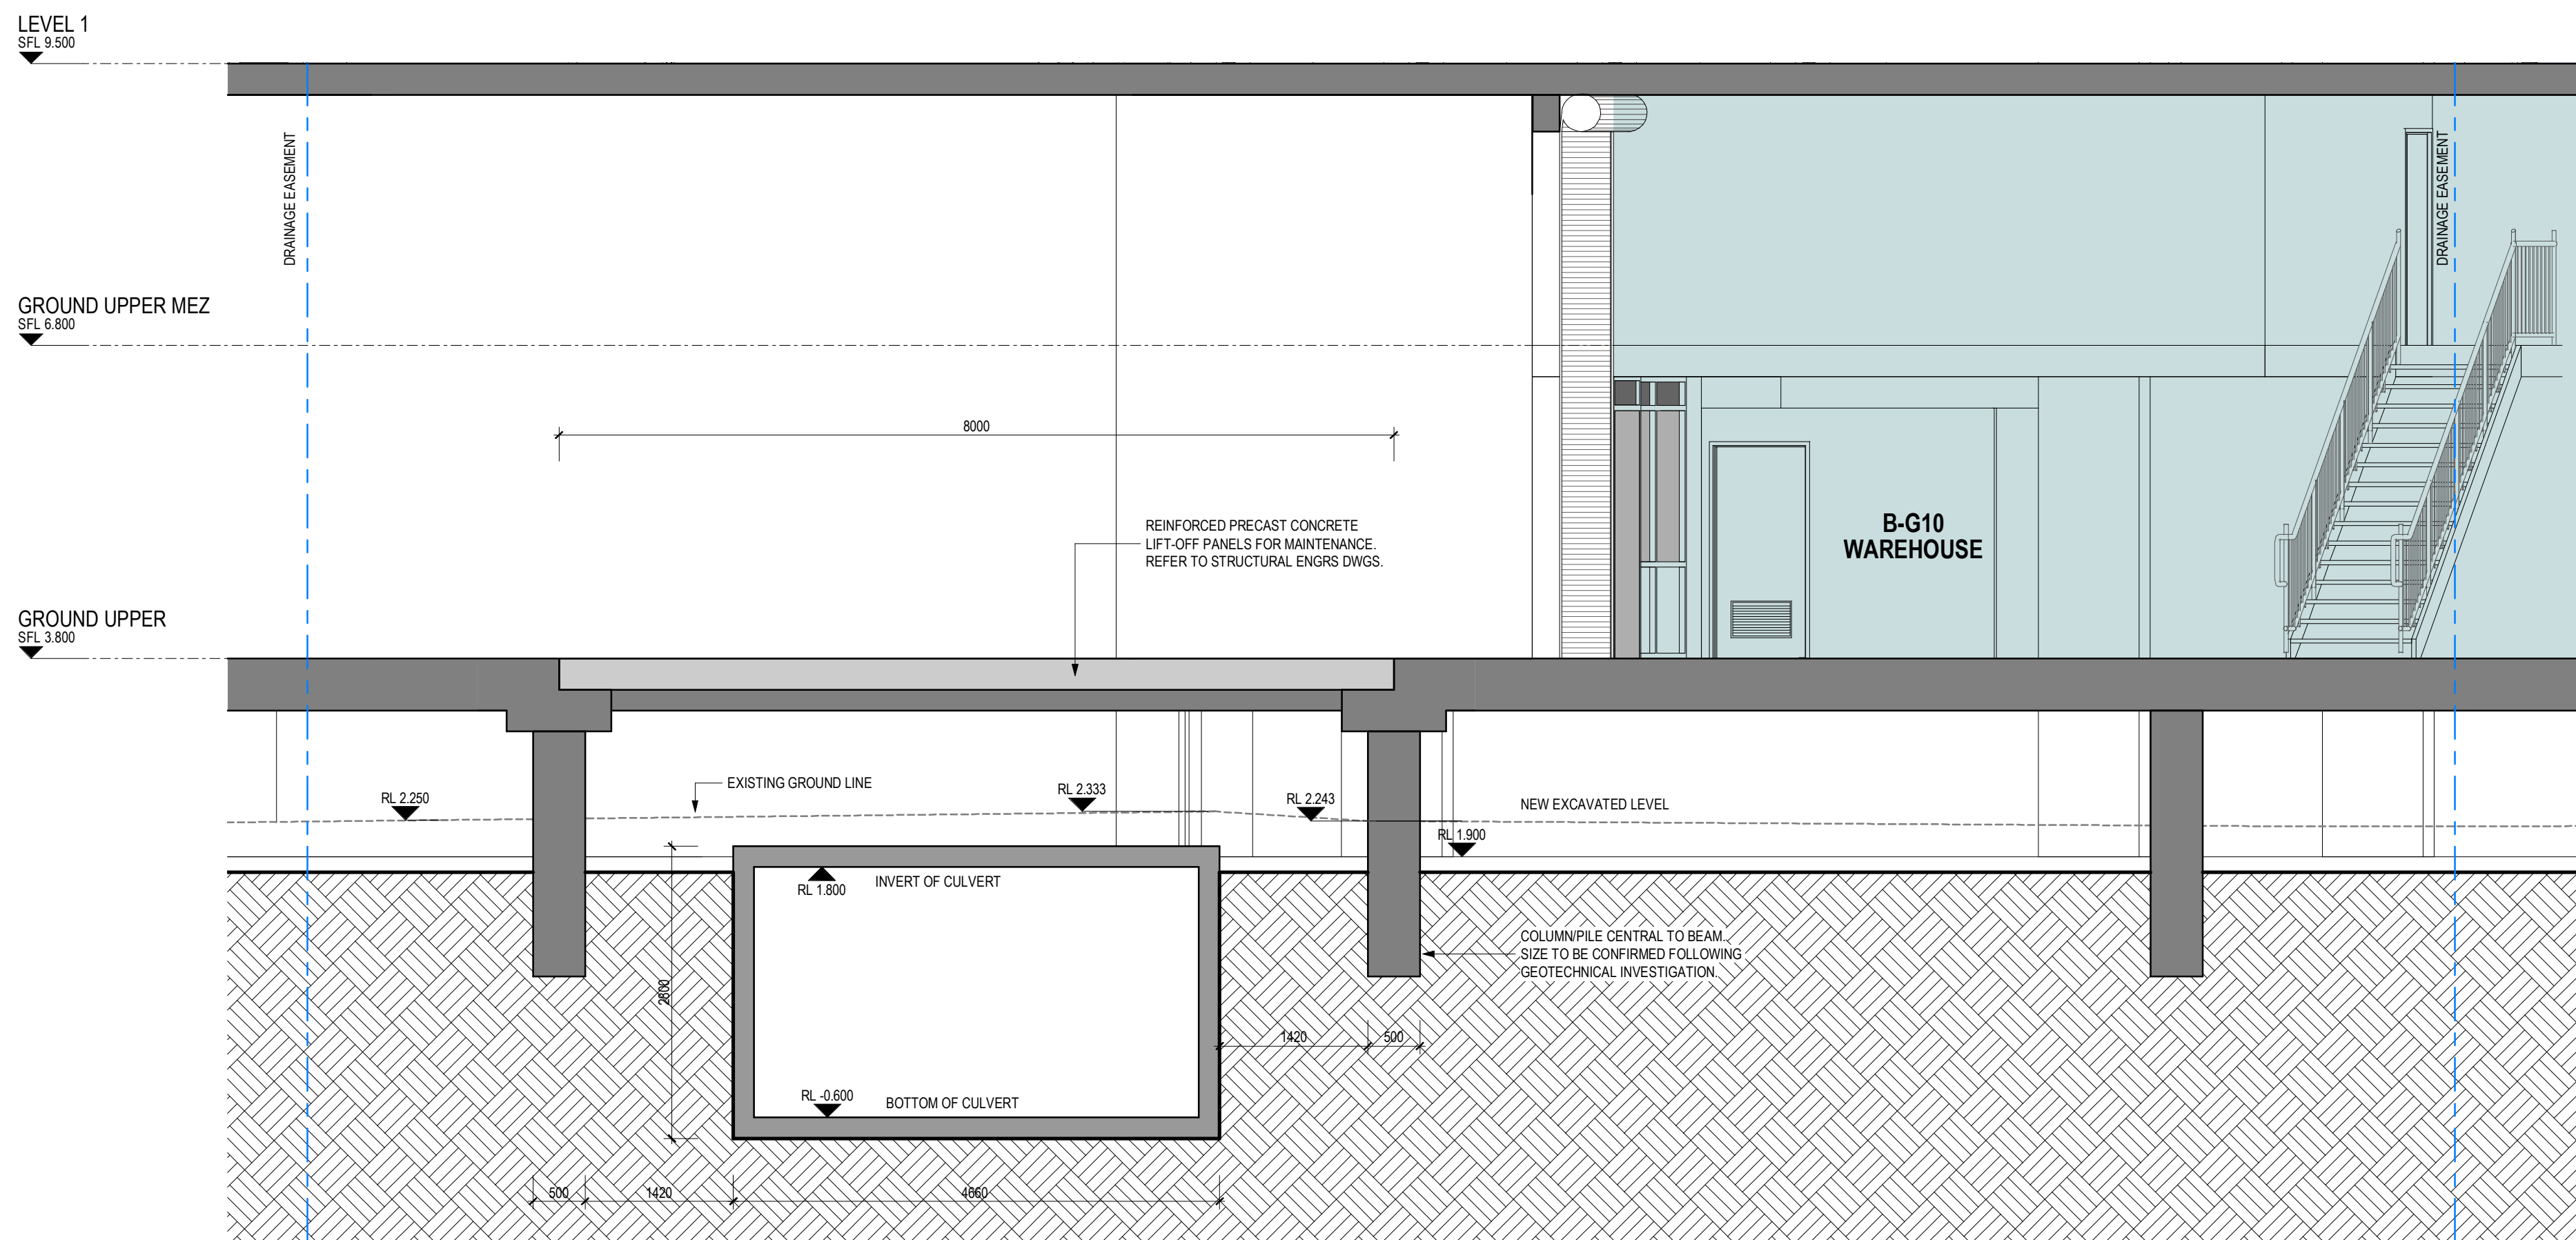 LEVEL 1
SFL 9.500
DRAINAGE EASEMENT
DRAINAGE EASEMENT
GROUND UPPER MEZ
SFL 6.800
8000
REINFORCED PRECAST CONCRETE
LIFT-OFF PANELS FOR MAINTENANCE.
REFER TO STRUCTURAL ENGRS DWGS.
B-G10
WAREHOUSE
GROUND UPPER
SFL 3.800
EXISTING GROUND LINE
RL 2.250
RL 2.333
RL 2.243
NEW EXCAVATED LEVEL
RL 1.900
RL 1.800
INVERT OF CULVERT
COLUMN/PILE CENTRAL TO BEAM.
SIZE TO BE CONFIRMED FOLLOWING
GEOTECHNICAL INVESTIGATION.
2800
1420
500
RL -0.600
BOTTOM OF CULVERT
500
1420
4660